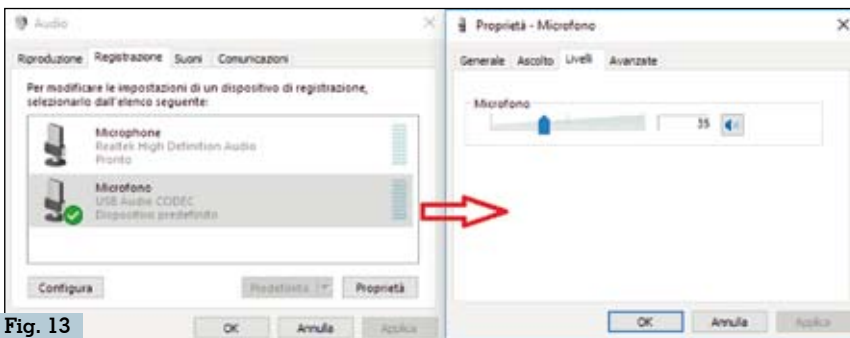 Audio
Riproduzione Registrazione Suoni Comunicazioni
Per modificare le impostazioni di un dispositivo di registrazione,
selezionarlo dall'elenco seguente:
Microphone
Realtek High Definition Audio
Pronto
Microfono
USB Audio CODEC
Dispositivo predefinito
Configura Predefinito Proprietà
OK Annulla Applica
Proprietà - Microfono
Generale Ascolto Livelli Avanzate
Microfono
35
OK Annulla Applica
Fig. 13